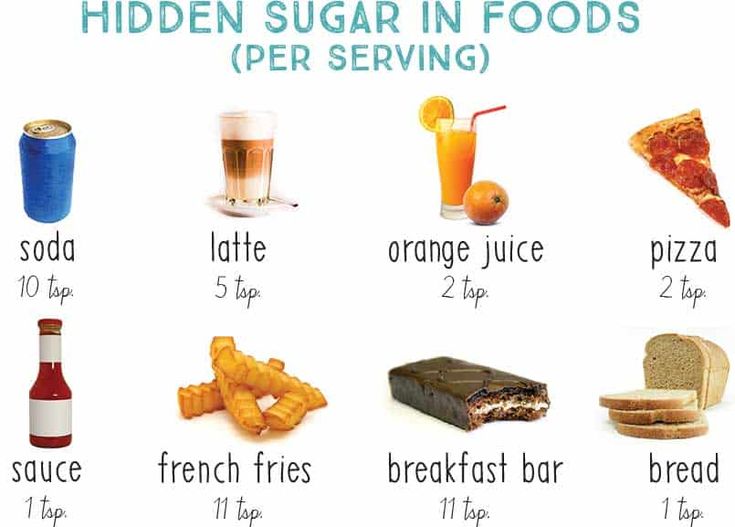 HIDDEN SUGAR IN FOODS
(PER SERVING)
soda
10 tsp.
latte
5 tsp.
orange juice
2 tsp.
pizza
2 tsp.
sauce
1 tsp.
french fries
11 tsp.
breakfast bar
11 tsp.
bread
1 tsp.